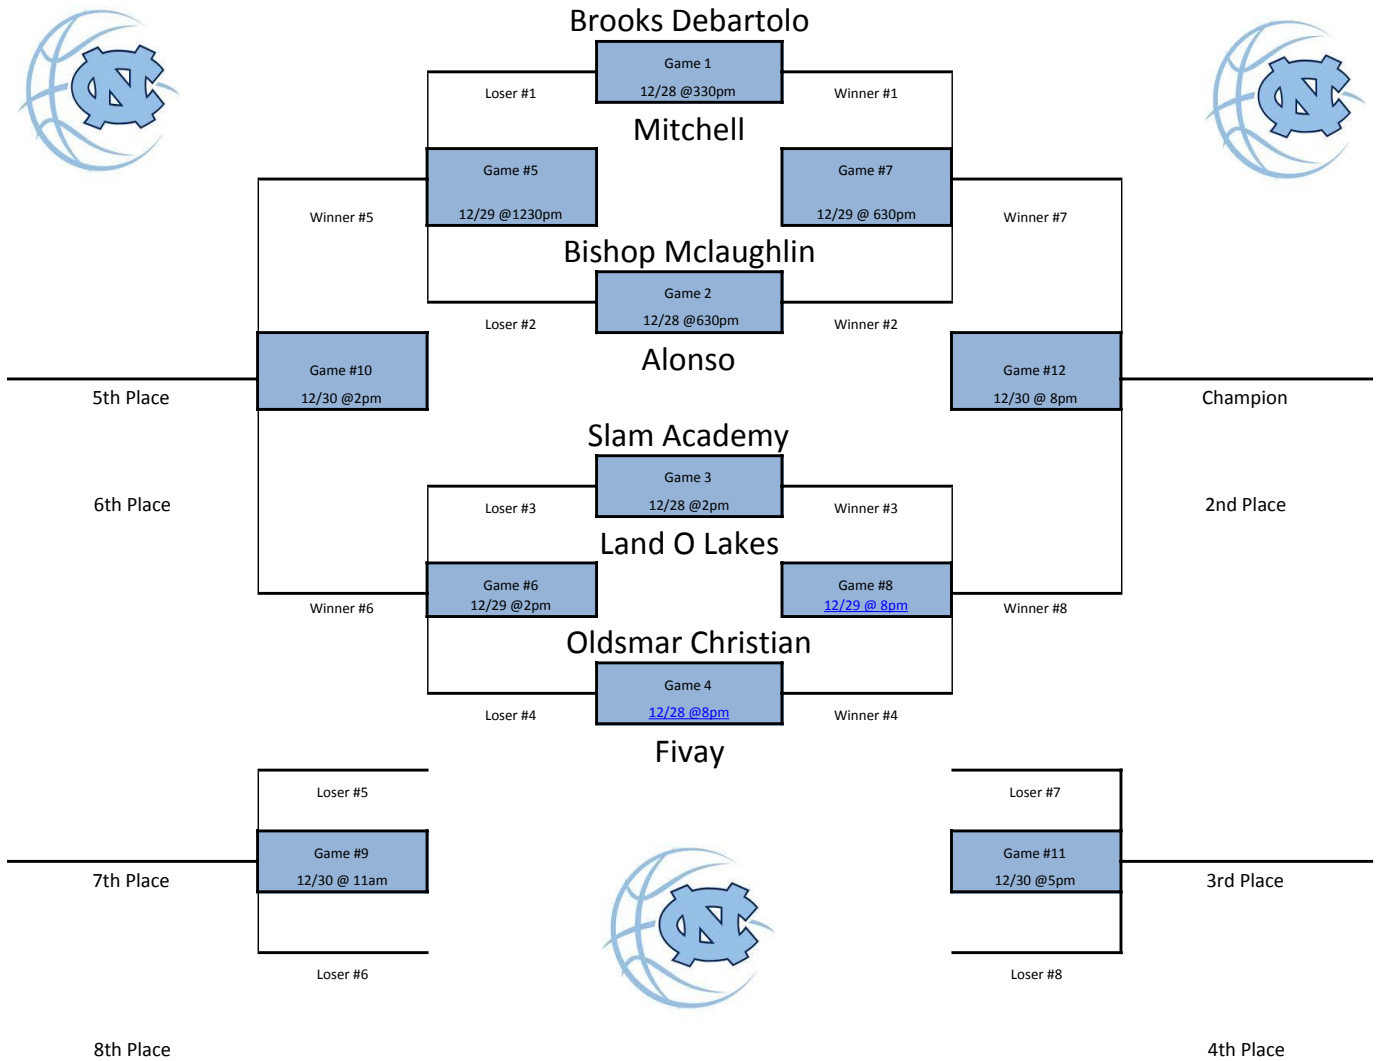 Brooks Debartolo
Game 1
12/28 @330pm
Loser #1
Winner #1
Mitchell
Game #5
12/29 @1230pm
Game #7
12/29 @ 630pm
Winner #5
Winner #7
Bishop Mclaughlin
Game 2
12/28 @630pm
Loser #2
Winner #2
Alonso
Game #10
12/30 @2pm
Game #12
12/30 @ 8pm
5th Place
Champion
Slam Academy
Game 3
12/28 @2pm
6th Place
Loser #3
Winner #3
2nd Place
Land O Lakes
Game #6
12/29 @2pm
Game #8
12/29 @ 8pm
Winner #6
Winner #8
Oldsmar Christian
Game 4
12/28 @8pm
Loser #4
Winner #4
Fivay
Loser #5
Loser #7
Game #9
12/30 @ 11am
Game #11
12/30 @5pm
7th Place
3rd Place
Loser #6
Loser #8
8th Place
4th Place
NC
NC
NC